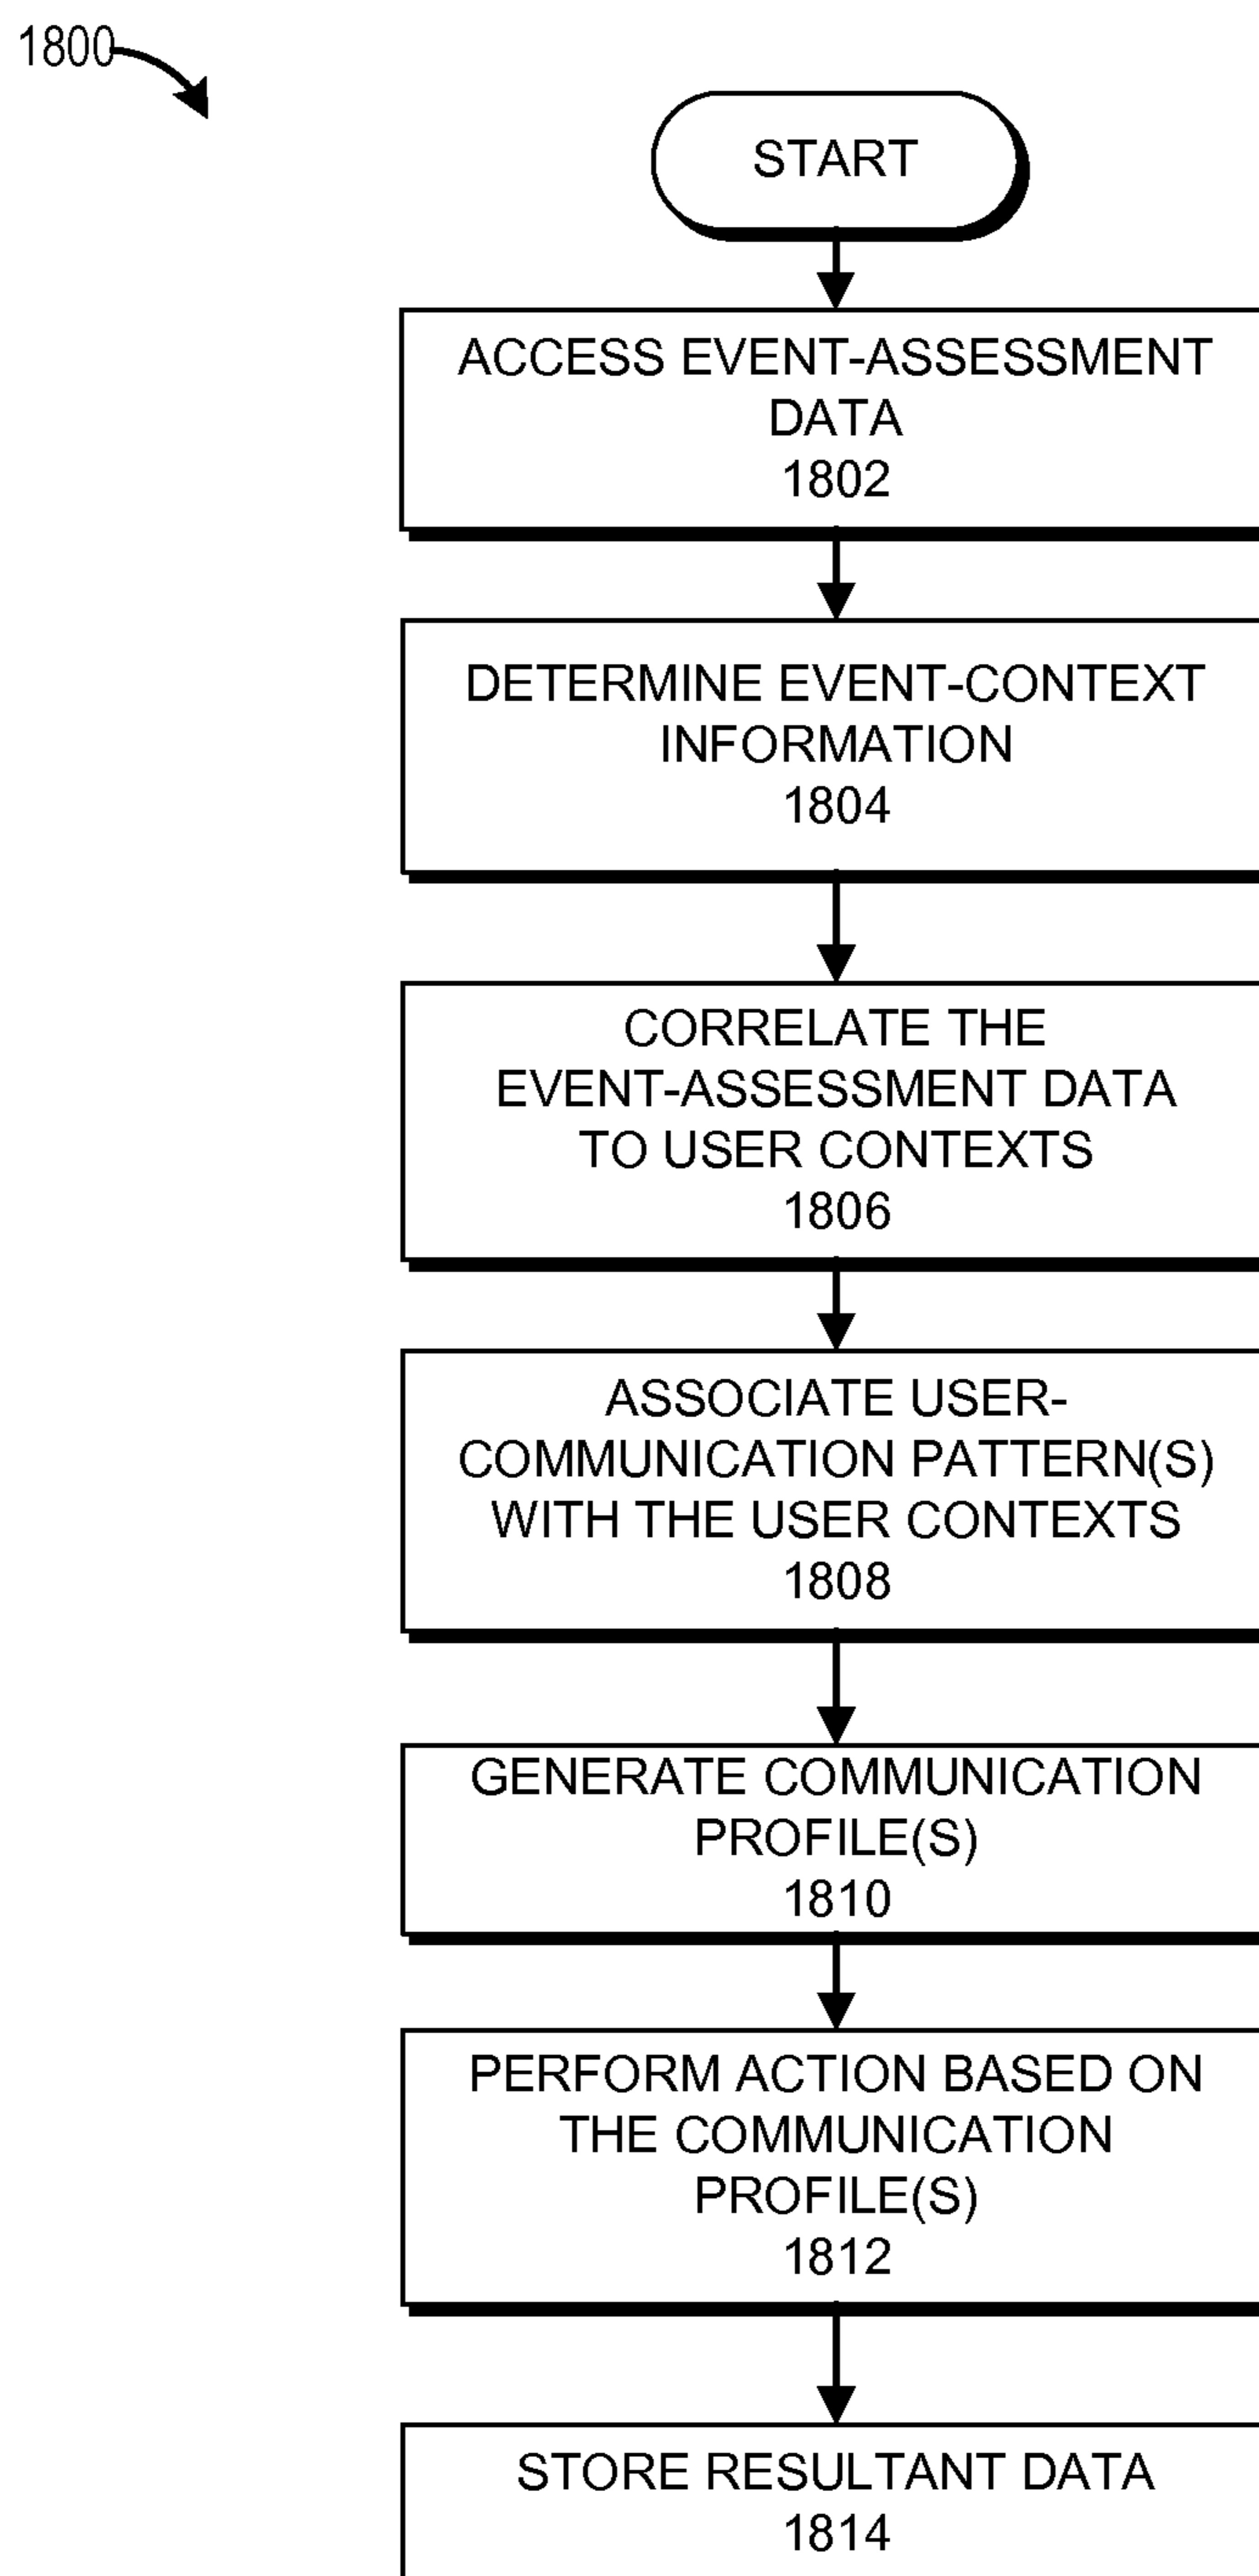 1800
START
ACCESS EVENT-ASSESSMENT
DATA
1802
DETERMINE EVENT-CONTEXT
INFORMATION
1804
CORRELATE THE
EVENT-ASSESSMENT DATA
TO USER CONTEXTS
1806
ASSOCIATE USER-
COMMUNICATION PATTERN(S)
WITH THE USER CONTEXTS
1808
GENERATE COMMUNICATION
PROFILE(S)
1810
PERFORM ACTION BASED ON
THE COMMUNICATION
PROFILE(S)
1812
STORE RESULTANT DATA
1814